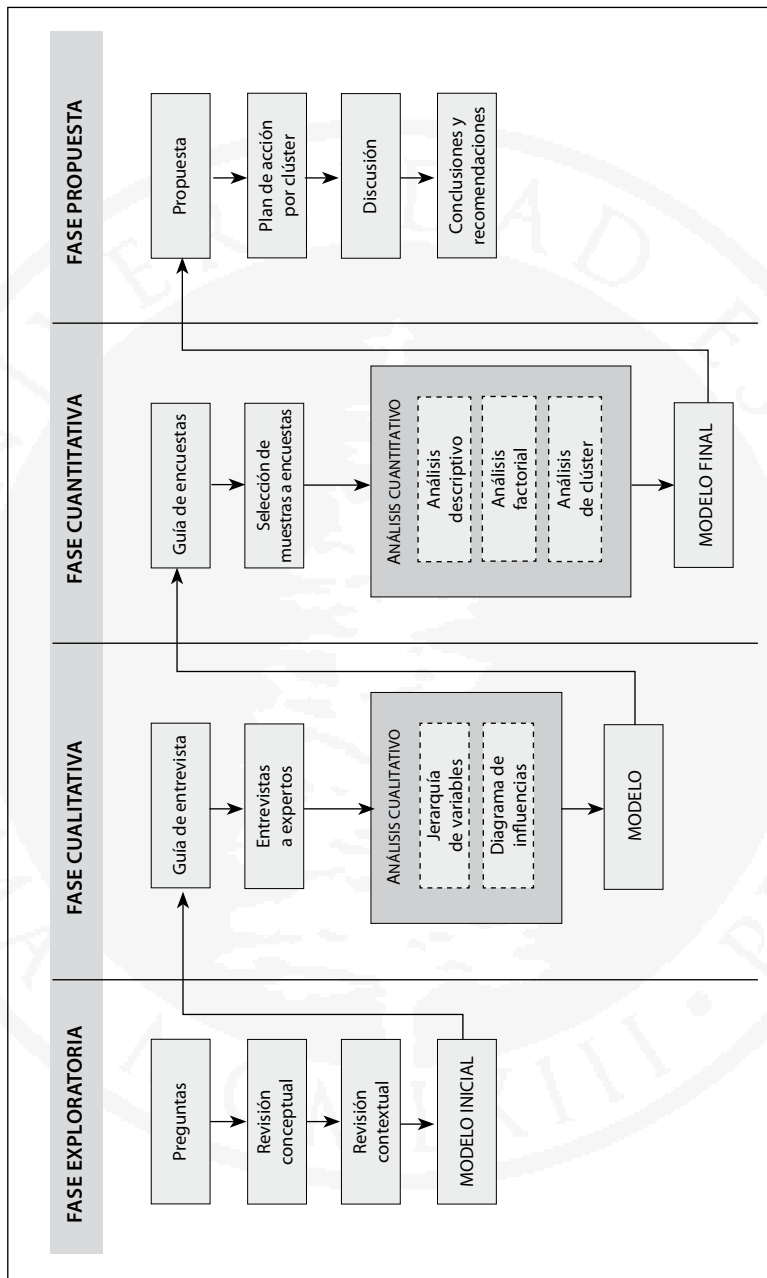 FASE EXPLORATORIA
Preguntas
Revisión
conceptual
Revisión
contextual
MODELO INICIAL
FASE CUALITATIVA
Guía de entrevista
Entrevistas
a expertos
ANÁLISIS CUALITATIVO
Jerarquía
de variables
Diagrama de
influencias
MODELO
FASE CUANTITATIVA
Guía de encuestas
Selección de
muestras a encuestas
ANÁLISIS CUANTITATIVO
Análisis
descriptivo
Análisis
factorial
Análisis
de clúster
MODELO FINAL
FASE PROPUESTA
Propuesta
Plan de acción
por clúster
Discusión
Conclusiones y
recomendaciones